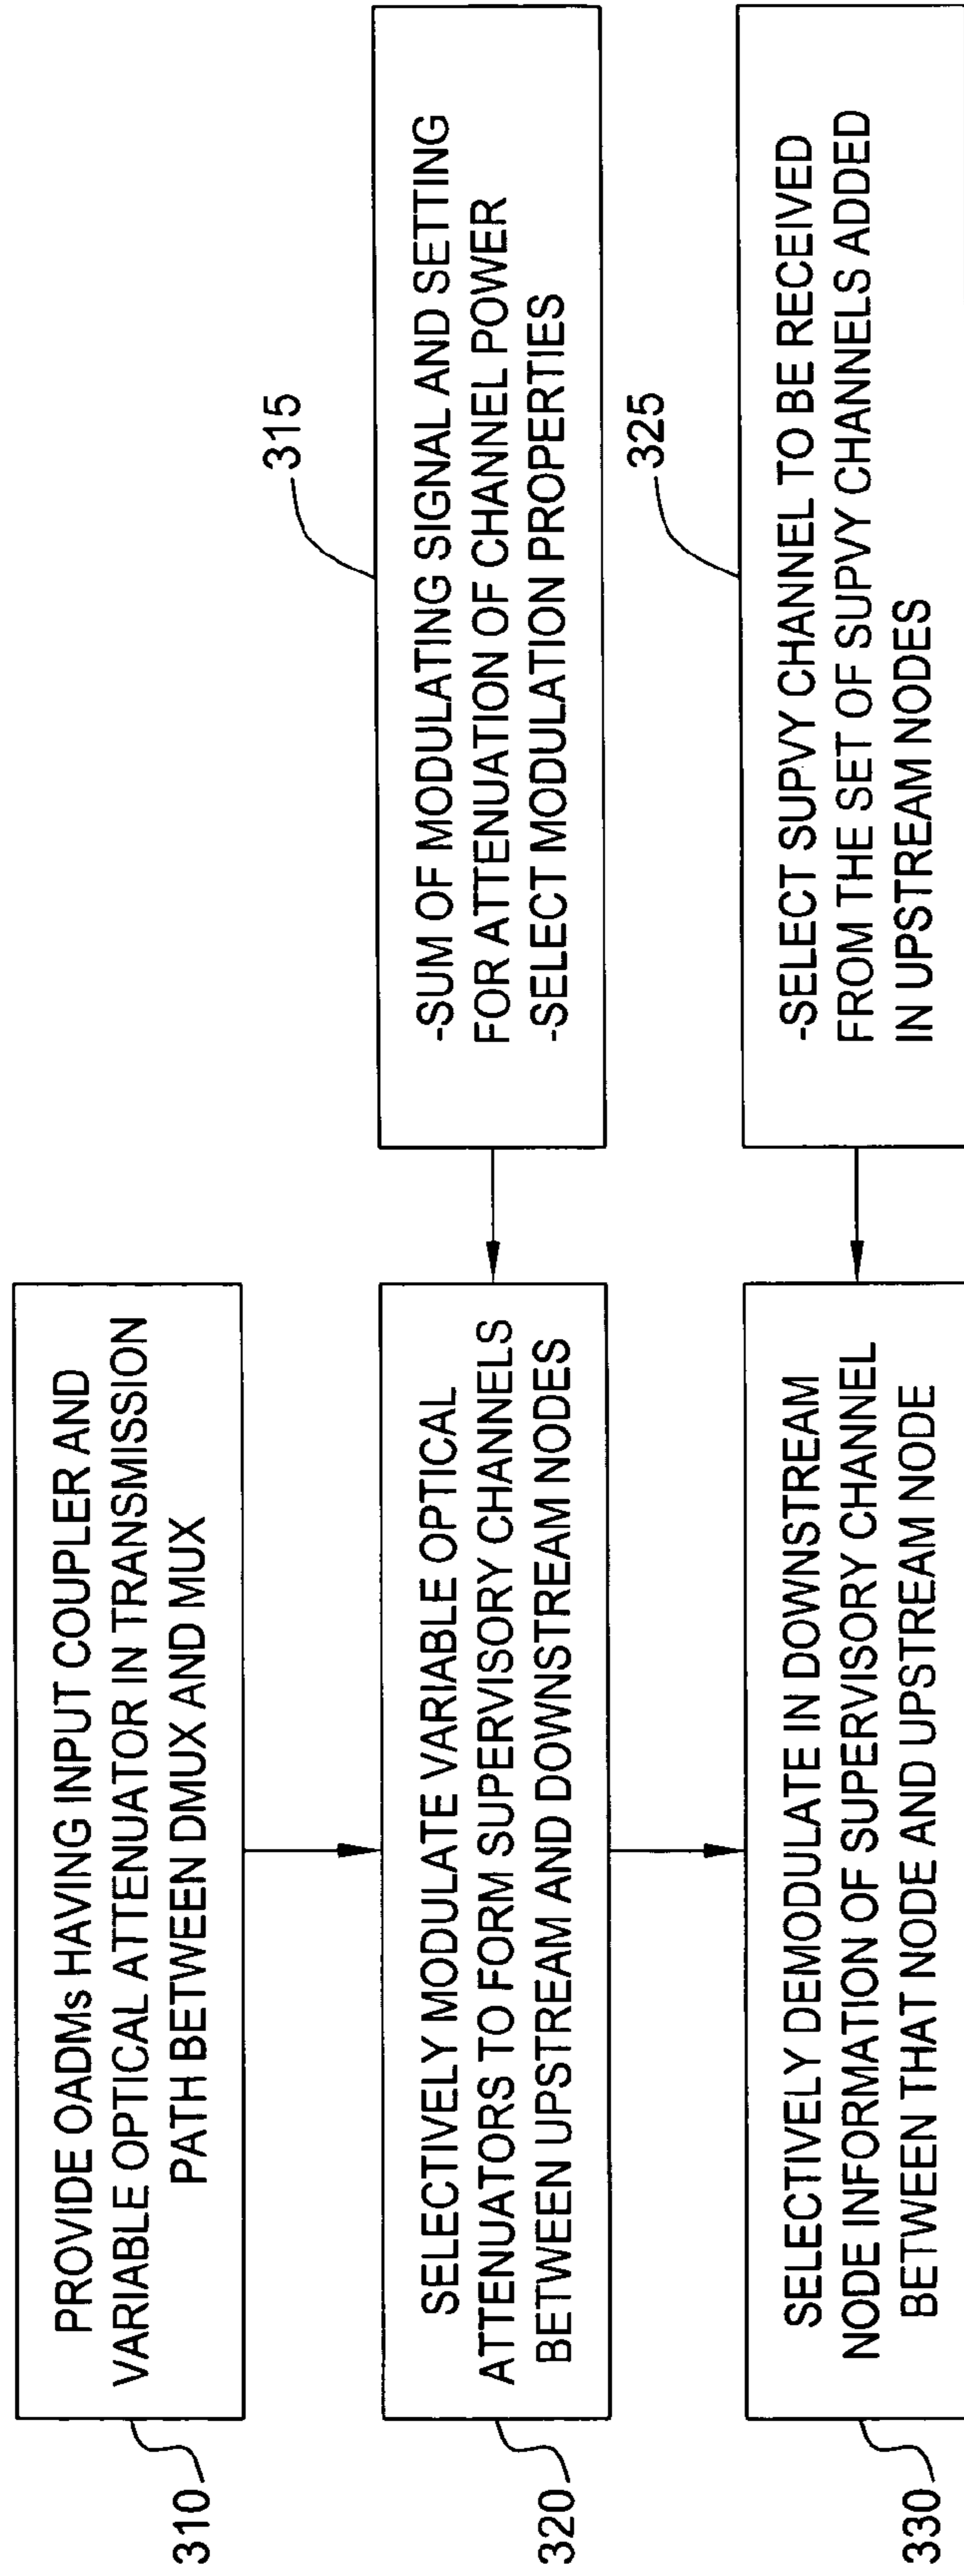 310
PROVIDE OADMs HAVING INPUT COUPLER AND
VARIABLE OPTICAL ATTENUATOR IN TRANSMISSION
PATH BETWEEN DMUX AND MUX
315
-SUM OF MODULATING SIGNAL AND SETTING
FOR ATTENUATION OF CHANNEL POWER
-SELECT MODULATION PROPERTIES
320
SELECTIVELY MODULATE VARIABLE OPTICAL
ATTENUATORS TO FORM SUPERVISORY CHANNELS
BETWEEN UPSTREAM AND DOWNSTREAM NODES
325
-SELECT SUPVY CHANNEL TO BE RECEIVED
FROM THE SET OF SUPVY CHANNELS ADDED
IN UPSTREAM NODES
330
SELECTIVELY DEMODULATE IN DOWNSTREAM
NODE INFORMATION OF SUPERVISORY CHANNEL
BETWEEN THAT NODE AND UPSTREAM NODE